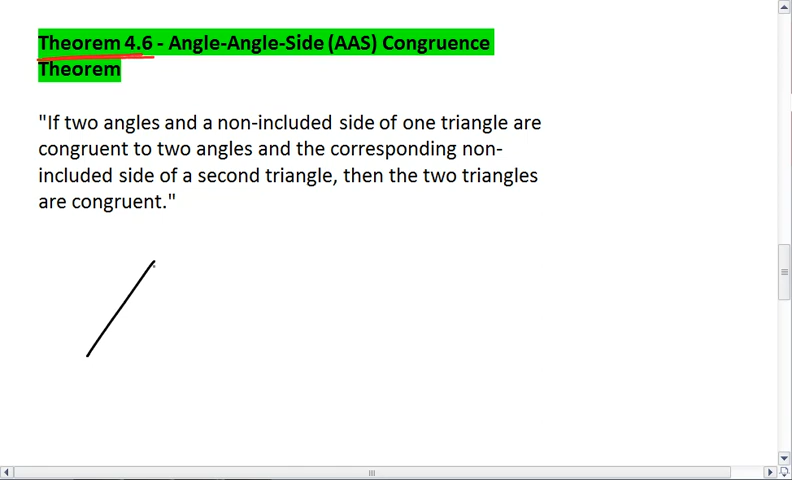 Theorem 4.6 - Angle-Angle-Side (AAS) Congruence
Theorem
"If two angles and a non-included side of one triangle are
congruent to two angles and the corresponding non-
included side of a second triangle, then the two triangles
are congruent."